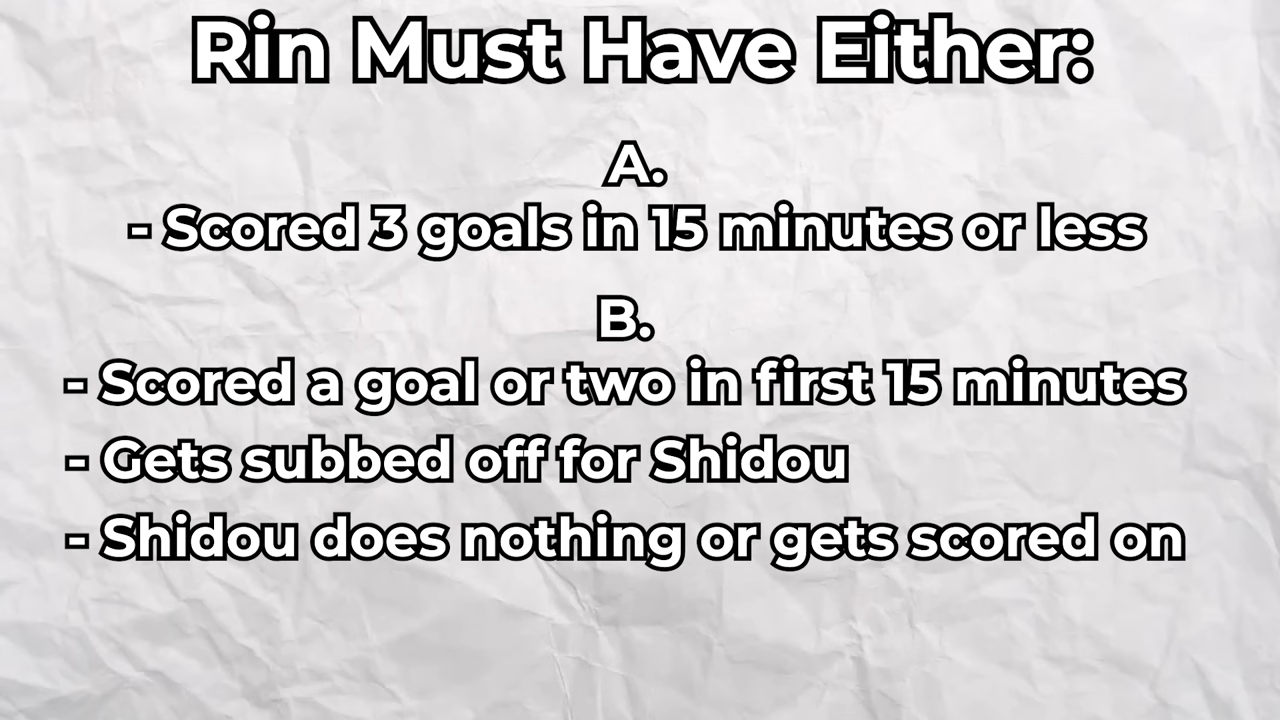 Rin Must Have Either:
A.
- Scored 3 goals in 15 minutes or less
B.
- Scored a goal or two in first 15 minutes
- Gets subbed off for Shidou
- Shidou does nothing or gets scored on